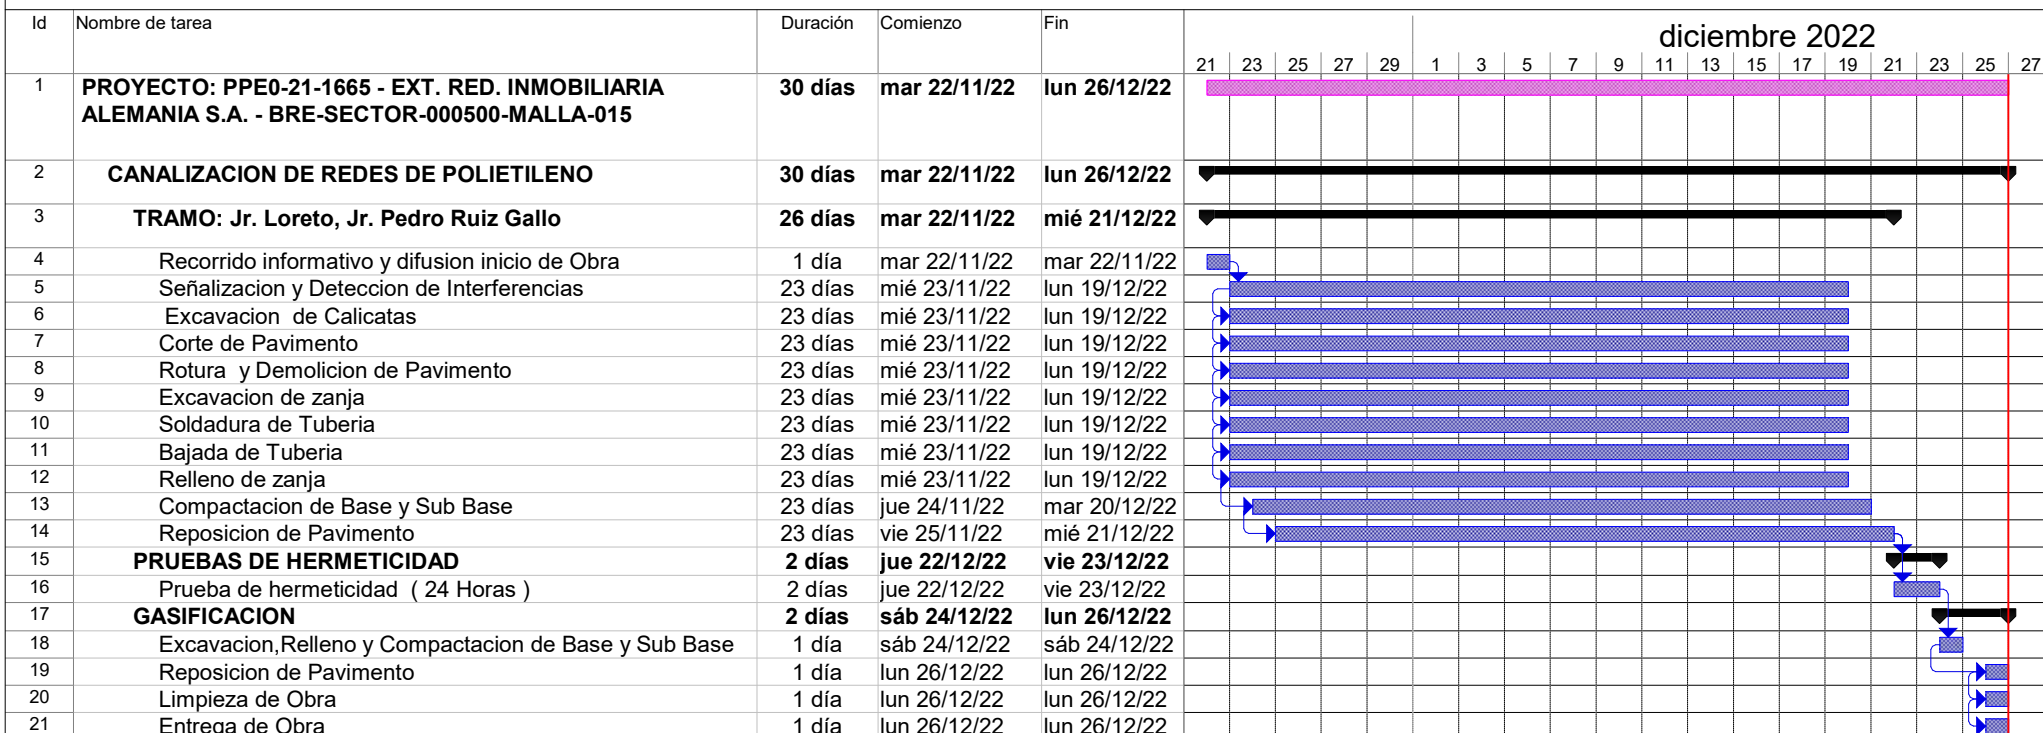 Id Nombre de tarea Duración Comienzo Fin
diciembre 2022
21 23 25 27 29 1 3 5 7 9 11 13 15 17 19 21 23 25 27
1 PROYECTO: PPE0-21-1665 - EXT. RED. INMOBILIARIA 30 días mar 22/11/22 lun 26/12/22
ALEMANIA S.A. - BRE-SECTOR-000500-MALLA-015
2 CANALIZACION DE REDES DE POLIETILENO 30 días mar 22/11/22 lun 26/12/22
3 TRAMO: Jr. Loreto, Jr. Pedro Ruiz Gallo 26 días mar 22/11/22 mié 21/12/22
4 Recorrido informativo y difusion inicio de Obra 1 día mar 22/11/22 mar 22/11/22
5 Señalizacion y Deteccion de Interferencias 23 días mié 23/11/22 lun 19/12/22
6 Excavacion de Calicatas 23 días mié 23/11/22 lun 19/12/22
7 Corte de Pavimento 23 días mié 23/11/22 lun 19/12/22
8 Rotura y Demolicion de Pavimento 23 días mié 23/11/22 lun 19/12/22
9 Excavacion de zanja 23 días mié 23/11/22 lun 19/12/22
10 Soldadura de Tuberia 23 días mié 23/11/22 lun 19/12/22
11 Bajada de Tuberia 23 días mié 23/11/22 lun 19/12/22
12 Relleno de zanja 23 días mié 23/11/22 lun 19/12/22
13 Compactacion de Base y Sub Base 23 días jue 24/11/22 mar 20/12/22
14 Reposicion de Pavimento 23 días vie 25/11/22 mié 21/12/22
15 PRUEBAS DE HERMETICIDAD 2 días jue 22/12/22 vie 23/12/22
16 Prueba de hermeticidad ( 24 Horas ) 2 días jue 22/12/22 vie 23/12/22
17 GASIFICACION 2 días sáb 24/12/22 lun 26/12/22
18 Excavacion,Relleno y Compactacion de Base y Sub Base 1 día sáb 24/12/22 sáb 24/12/22
19 Reposicion de Pavimento 1 día lun 26/12/22 lun 26/12/22
20 Limpieza de Obra 1 día lun 26/12/22 lun 26/12/22
21 Entrega de Obra 1 día lun 26/12/22 lun 26/12/22